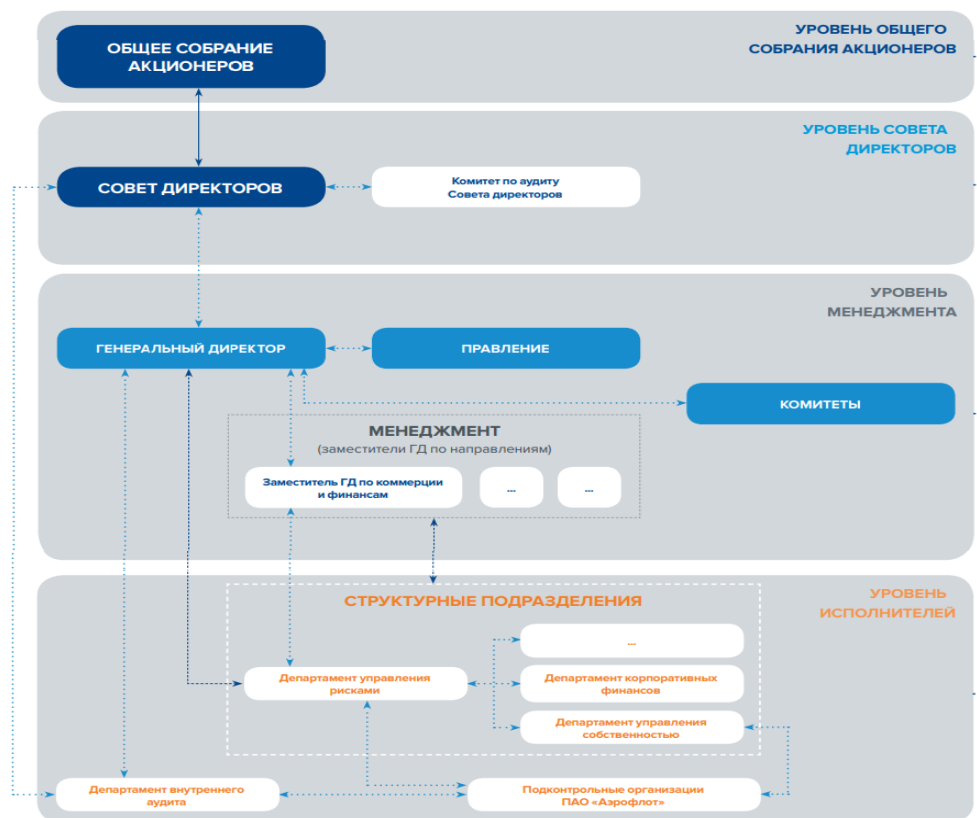 ОБЩЕЕ СОБРАНИЕ
АКЦИОНЕРОВ
УРОВЕНЬ ОБЩЕГО
СОБРАНИЯ АКЦИОНЕРОВ
УРОВЕНЬ СОВЕТА
ДИРЕКТОРОВ
СОВЕТ ДИРЕКТОРОВ
Комитет по аудиту
Совета директоров
УРОВЕНЬ
МЕНЕДЖМЕНТА
ГЕНЕРАЛЬНЫЙ ДИРЕКТОР
ПРАВЛЕНИЕ
КОМИТЕТЫ
МЕНЕДЖМЕНТ
(заместители ГД по направлениям)
Заместитель ГД по коммерции
и финансам
...
...
УРОВЕНЬ
ИСПОЛНИТЕЛЕЙ
СТРУКТУРНЫЕ ПОДРАЗДЕЛЕНИЯ
...
Департамент управления
рисками
Департамент корпоративных
финансов
Департамент управления
собственностью
Департамент внутреннего
аудита
Подконтрольные организации
ПАО «Аэрофлот»